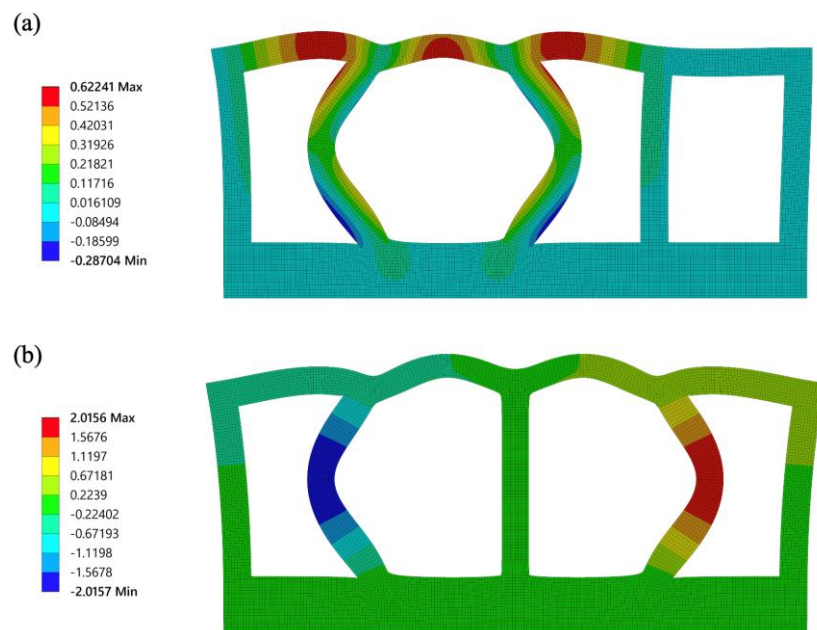 (a)
0.62241 Max
0.52136
0.42031
0.31926
0.21821
0.11716
0.016109
-0.08494
-0.18599
-0.28704 Min
(b)
2.0156 Max
1.5676
1.1197
0.67181
0.2239
-0.22402
-0.67193
-1.1198
-1.5678
-2.0157 Min